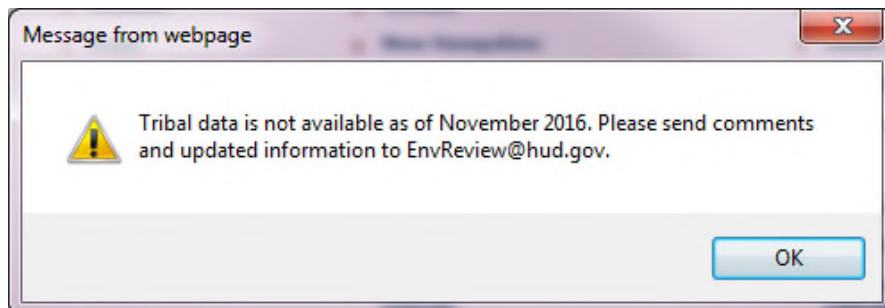 Message from webpage
Tribal data is not available as of November 2016. Please send comments
and updated information to EnvReview@hud.gov.
OK